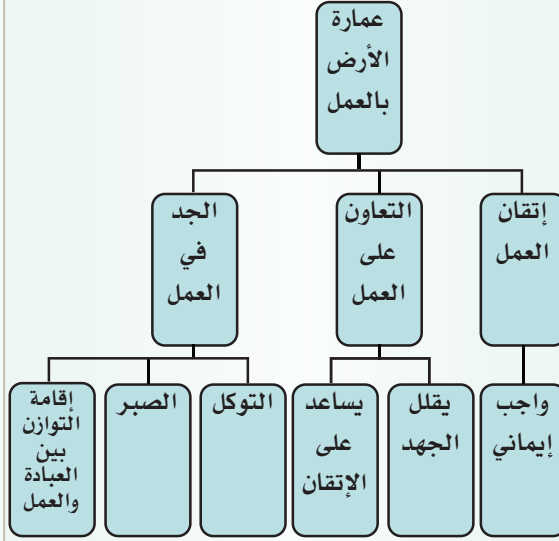 عمارة
الأرض
بالعمل
إتقان
العمل
التعاون
على
العمل
الجد
في
العمل
واجب
إيماني
يقلل
الجهد
يساعد
على
الإتقان
التوكل
الصبر
إقامة
التوازن
بين
العبادة
والعمل